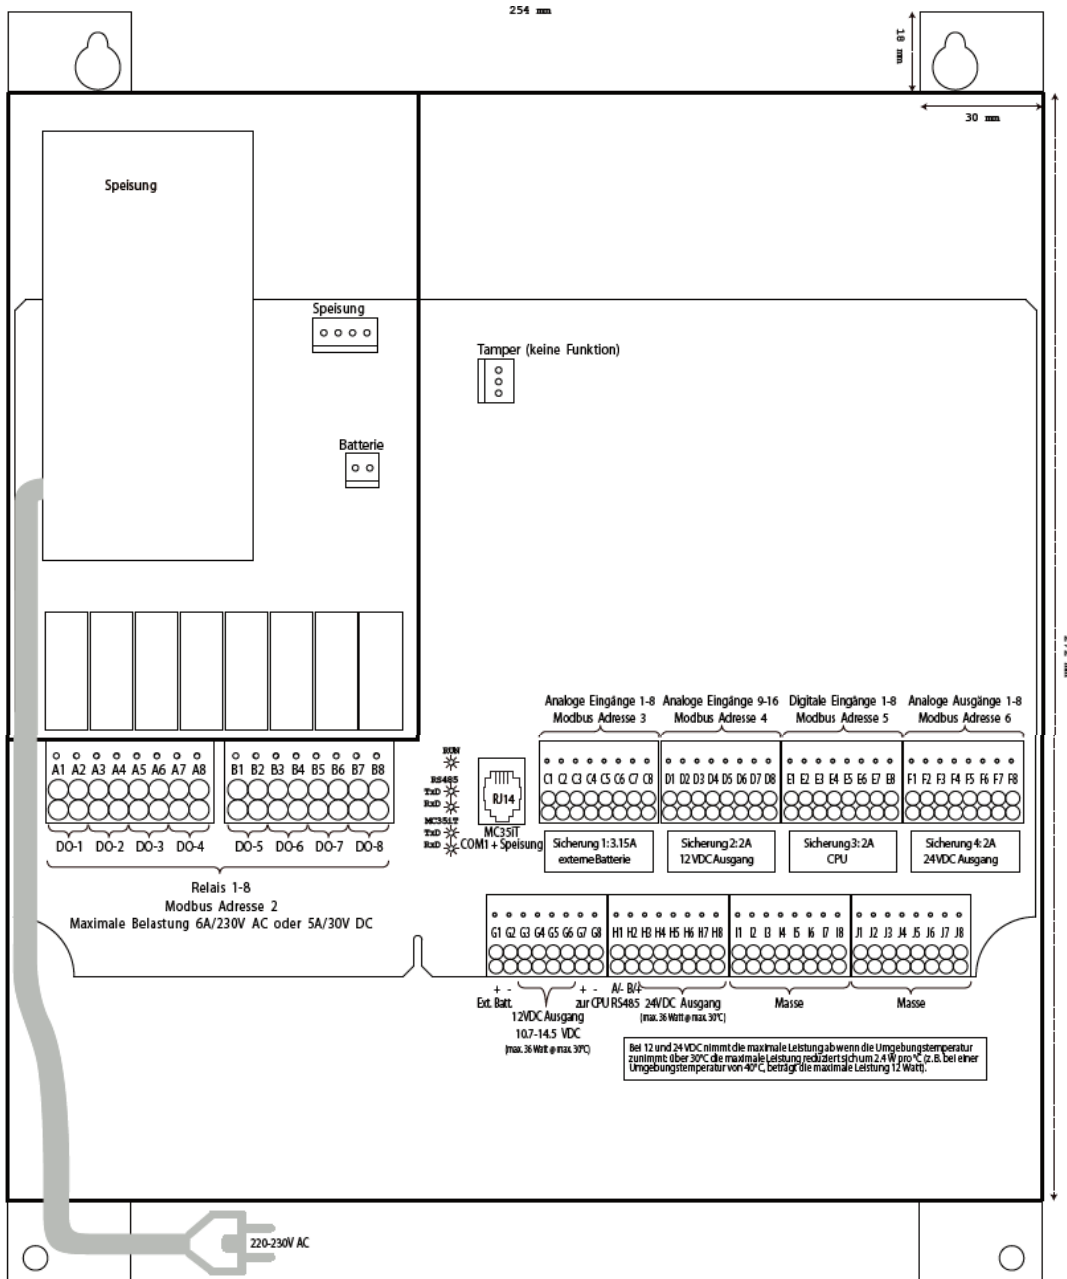 254 mm
18 mm
30 mm
Speisung
Speisung
Tamper (keine Funktion)
Batterie
Analoge Eingänge 1-8
Modbus Adresse 3
Analoge Eingänge 9-16
Modbus Adresse 4
Digitale Eingänge 1-8
Modbus Adresse 5
Analoge Ausgänge 1-8
Modbus Adresse 6
A1 A2 A3 A4 A5 A6 A7 A8
B1 B2 B3 B4 B5 B6 B7 B8
RUN
RS485
TxD
RxD
MC35iT
TxD
RxD
RJ14
MC35iT
COM1 + Speisung
C1 C2 C3 C4 C5 C6 C7 C8
D1 D2 D3 D4 D5 D6 D7 D8
E1 E2 E3 E4 E5 E6 E7 E8
F1 F2 F3 F4 F5 F6 F7 F8
DO-1 DO-2 DO-3 DO-4
DO-5 DO-6 DO-7 DO-8
Sicherung 1: 3.15A
externe Batterie
Sicherung 2: 2A
12 VDC Ausgang
Sicherung 3: 2A
CPU
Sicherung 4: 2A
24VDC Ausgang
Relais 1-8
Modbus Adresse 2
Maximale Belastung 6A/230V AC oder 5A/30V DC
G1 G2 G3 G4 G5 G6 G7 G8
H1 H2 H3 H4 H5 H6 H7 H8
I1 I2 I3 I4 I5 I6 I7 I8
J1 J2 J3 J4 J5 J6 J7 J8
+ -
Ext. Batt.
12VDC Ausgang
10.7-14.5 VDC
(max. 36 Watt @ max. 30°C)
+ -
zur CPU
A/- B/+
RS485
24VDC Ausgang
(max. 36 Watt @ max. 30°C)
Masse
Masse
Bei 12 und 24 VDC nimmt die maximale Leistung ab wenn die Umgebungstemperatur
zunimmt: über 30°C die maximale Leistung reduziert sich um 2.4 W pro °C (z.B. bei einer
Umgebungstemperatur von 40°C, beträgt die maximale Leistung 12 Watt).
220-230V AC